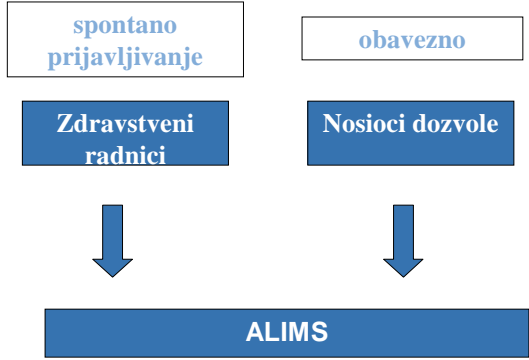 spontano
prijavljivanje
obavezno
Zdravstveni
radnici
Nosioci dozvole
ALIMS